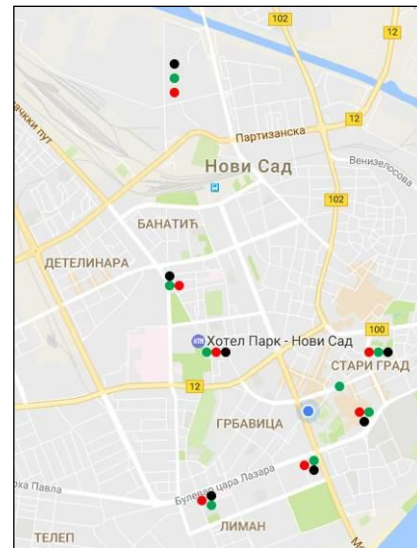 102
12
Партизанска
12
НОВИ САД
Венизелосова
102
БАНАТИЋ
ДЕТЕЛИНАРА
100
Хотел Парк - Нови Сад
СТАРИ ГРАД
12
ГРБАВИЦА
Булевар цара Лазара
Павла
ЛИМАН
ТЕЛЕП